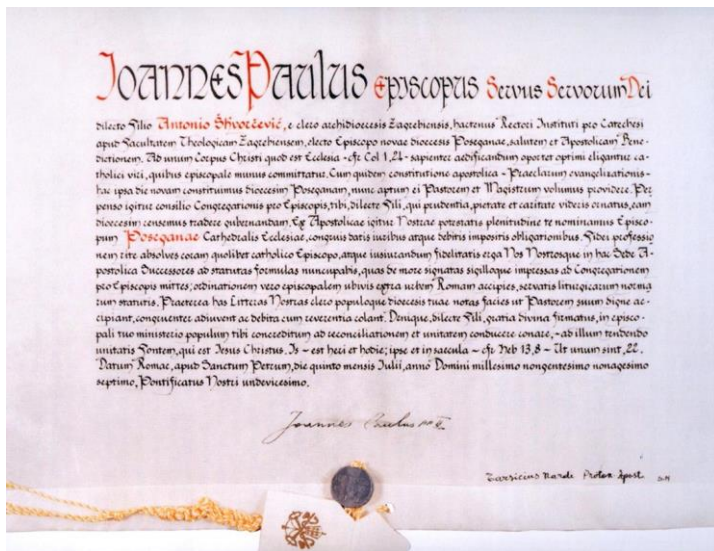 JOANNES PAULUS EPISCOPUS Servus Servorum Dei
dilecto Filio Antonio Škvorčević, e clero archidioecesis Zagrebiensis, hactenus Rectori Instituti pro Catechesi
apud Facultatem Theologicam Zagrebiensem, electo Episcopo novae dioecesis Poseganae, salutem et Apostolicam Bene-
dictionem. Ad unum Corpus Christi quod est Ecclesia - cfr Col 1, 24 - sapienter aedificandum oportet optimi eligantur ca-
tholici viri, quibus episcopale munus committatur. Cum quidem constitutione apostolica - Praeclarum evangelizationis -
hac ipsa die novam constituimus dioecesim Poseganam, nunc aptum ei Pastorem et Magistrum volumus providere. Per
penso igitur consilio Congregationis pro Episcopis, tibi, dilecte Fili, qui prudentia, pietate et caritate videris ornatus, eam
dioecesim censemus tradere gubernandam. Ex Apostolicae igitur Nostrae potestatis plenitudine te nominamus Episco-
pum Poseganae Cathedralis Ecclesiae, congruis datis iuribus atque debitis impositis obligationibus. Fidei professio
nem rite absolves coram quolibet catholico Episcopo, atque iusiurandum fidelitatis erga Nos Nostrosque in hac Sede A-
postolica Successores ad statutas formulas nuncupabis, quas de more signatas sigilloque impressas ad Congregationem
pro Episcopis mittes; ordinationem vero episcopalem ubivis extra urbem Romam accipies, servatis liturgicarum norma
rum statutis. Praeterea has Litteras Nostras clero populoque dioecesis tuae notas facies ut Pastorem suum digne ac-
cipiant, congruenter adiuvent ac debita cum reverentia colant. Denique, dilecte Fili, gratia divina firmatus, in episco-
pali tuo ministerio populum tibi concreditum ad reconciliationem et unitatem conducere conare, - ad illum tendendo
unitatis Fontem, qui est Jesus Christus. Is - est heri et hodie; ipse et in saecula - cfr Heb 13,8 - Ut unum sint, 22.
Datum Romae, apud Sanctum Petrum, die quinto mensis Iulii, anno Domini millesimo nongentesimo nonagesimo
septimo, Pontificatus Nostri undevicesimo.
Joannes Paulus pp II
Tarsicius Nardi Proton Apost